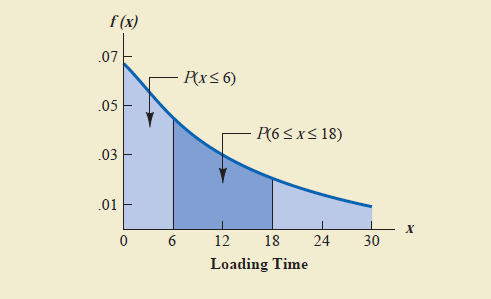 f (x)
.07
P(x ≤ 6)
.05
P(6 ≤ x ≤ 18)
.03
.01
0 6 12 18 24 30 x
Loading Time